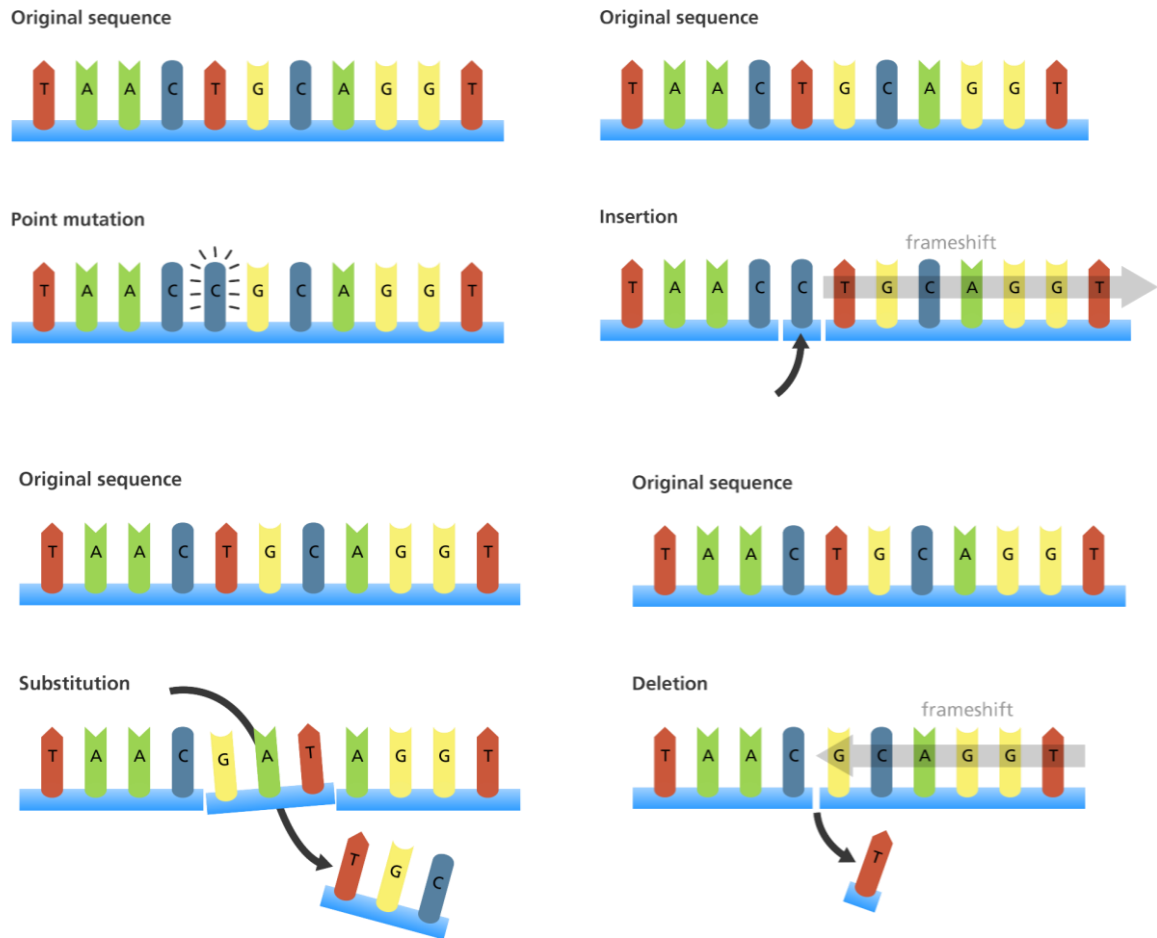 Original sequence
T A A C T G C A G G T
Point mutation
T A A C C G C A G G T
Original sequence
T A A C T G C A G G T
Insertion
frameshift
T A A C C T G C A G G T
Original sequence
T A A C T G C A G G T
Substitution
T A A C G A T A G G T
T G C
Original sequence
T A A C T G C A G G T
Deletion
frameshift
T A A C G C A G G T
T